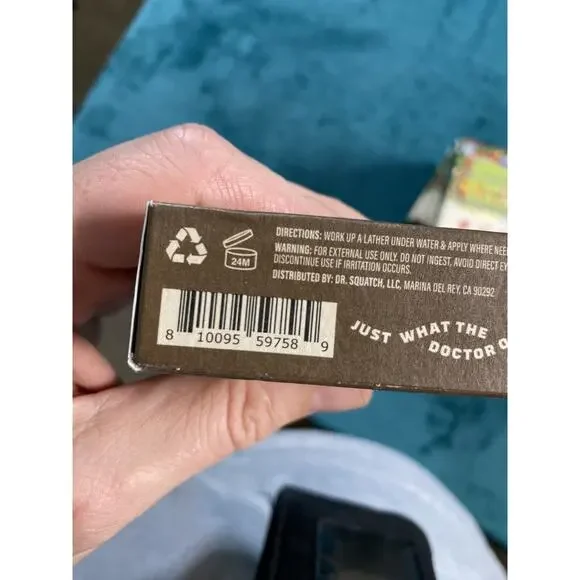 DIRECTIONS: WORK UP A LATHER UNDER WATER & APPLY WHERE
WARNING: FOR EXTERNAL USE ONLY. DO NOT INGEST. AVOID DIRECT
DISCONTINUE USE IF IRRITATION OCCURS.
24M
DISTRIBUTED BY: DR. SQUATCH, LLC, MARINA DEL REY, CA 90292
8 10095 59758 9
JUST WHAT THE
DOCTOR